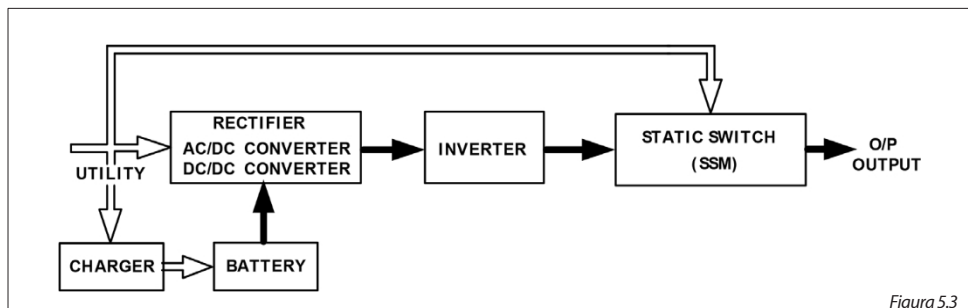 RECTIFIER
AC/DC CONVERTER
DC/DC CONVERTER
INVERTER
STATIC SWITCH
(SSM)
O/P
OUTPUT
UTILITY
CHARGER
BATTERY
Figura 5.3